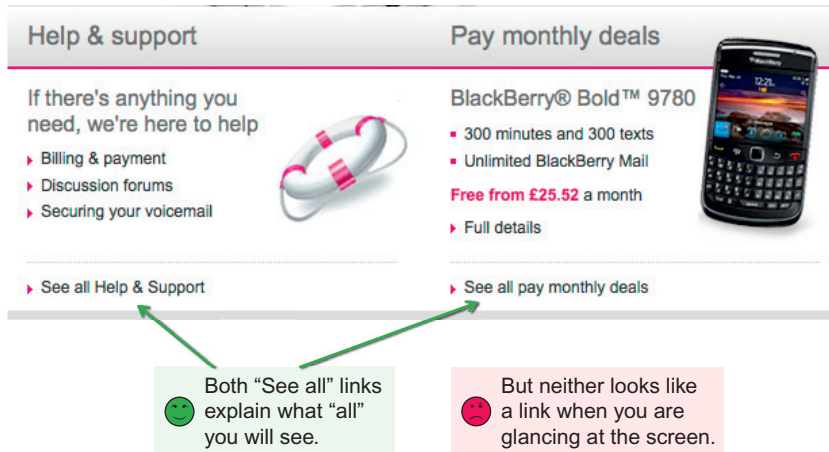 Help & support
If there's anything you
need, we're here to help
Billing & payment
Discussion forums
Securing your voicemail
See all Help & Support
Pay monthly deals
BlackBerry® Bold™ 9780
300 minutes and 300 texts
Unlimited BlackBerry Mail
Free from £25.52 a month
Full details
See all pay monthly deals
BlackBerry
12:21
Both “See all” links
explain what “all”
you will see.
But neither looks like
a link when you are
glancing at the screen.